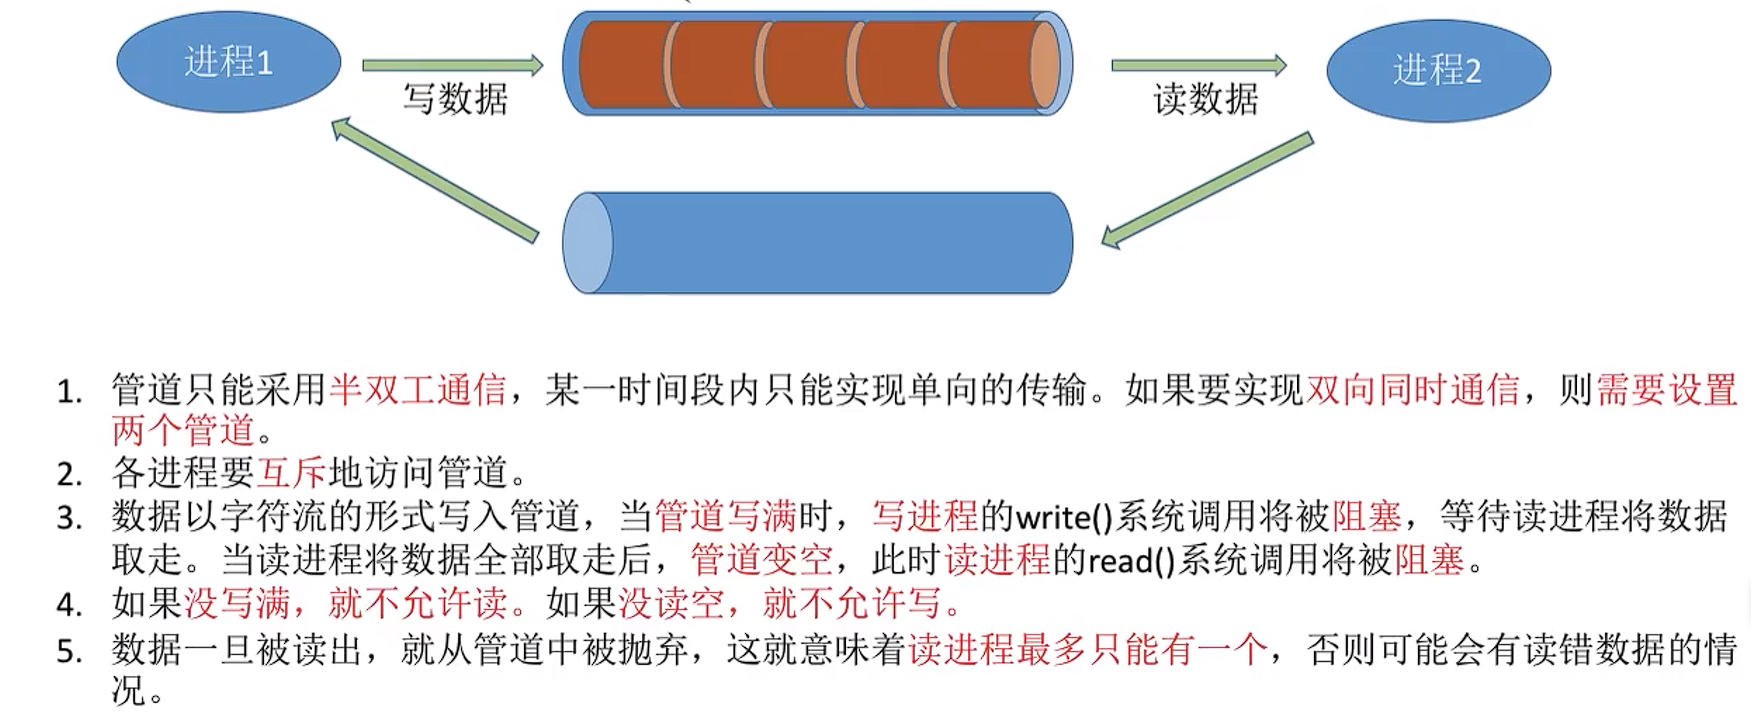 进程1
写数据
读数据
进程2
1. 管道只能采用半双工通信，某一时间段内只能实现单向的传输。如果要实现双向同时通信，则需要设置
两个管道。
2. 各进程要互斥地访问管道。
3. 数据以字符流的形式写入管道，当管道写满时，写进程的write()系统调用将被阻塞，等待读进程将数据
取走。当读进程将数据全部取走后，管道变空，此时读进程的read()系统调用将被阻塞。
4. 如果没写满，就不允许读。如果没读空，就不允许写。
5. 数据一旦被读出，就从管道中被抛弃，这就意味着读进程最多只能有一个，否则可能会有读错数据的情
况。